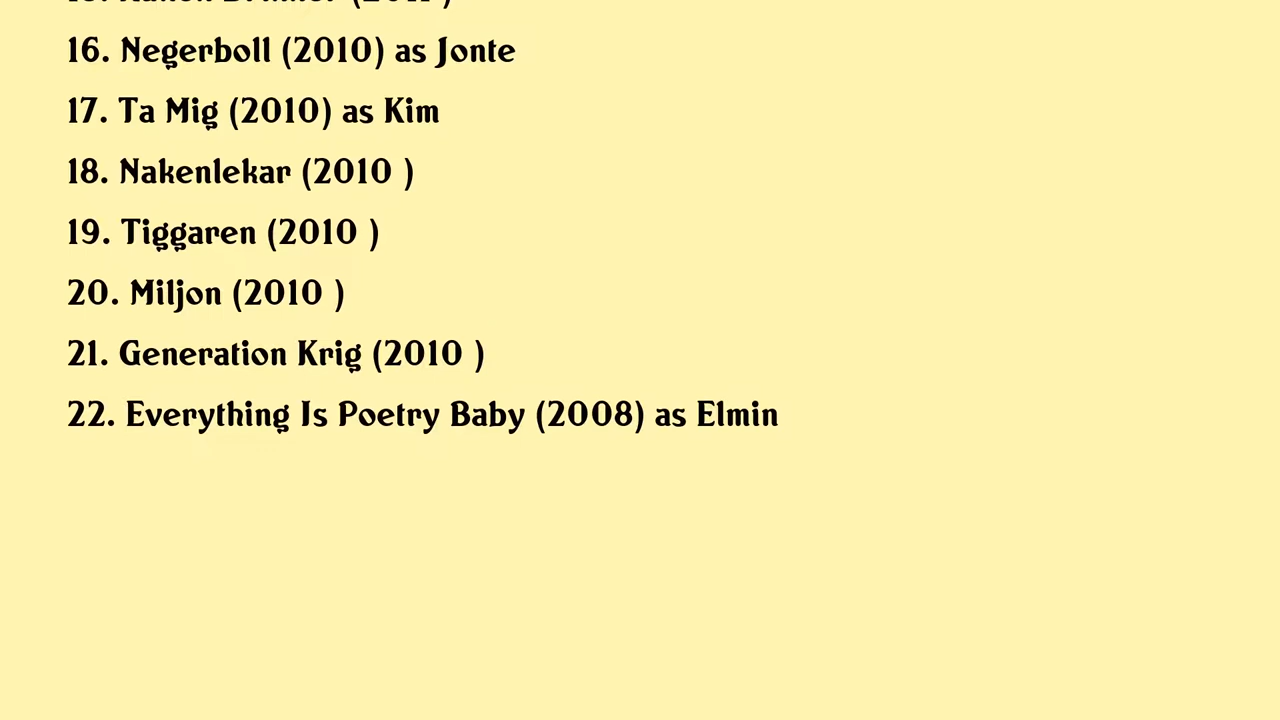 16. Negerboll (2010) as Jonte
17. Ta Mig (2010) as Kim
18. Nakenlekar (2010 )
19. Tiggaren (2010 )
20. Miljon (2010 )
21. Generation Krig (2010 )
22. Everything Is Poetry Baby (2008) as Elmin